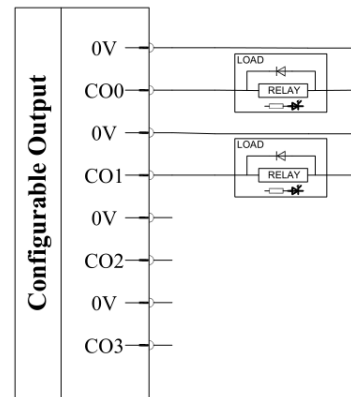 Configurable Output
0V
LOAD
CO0
RELAY
0V
LOAD
CO1
RELAY
0V
CO2
0V
CO3